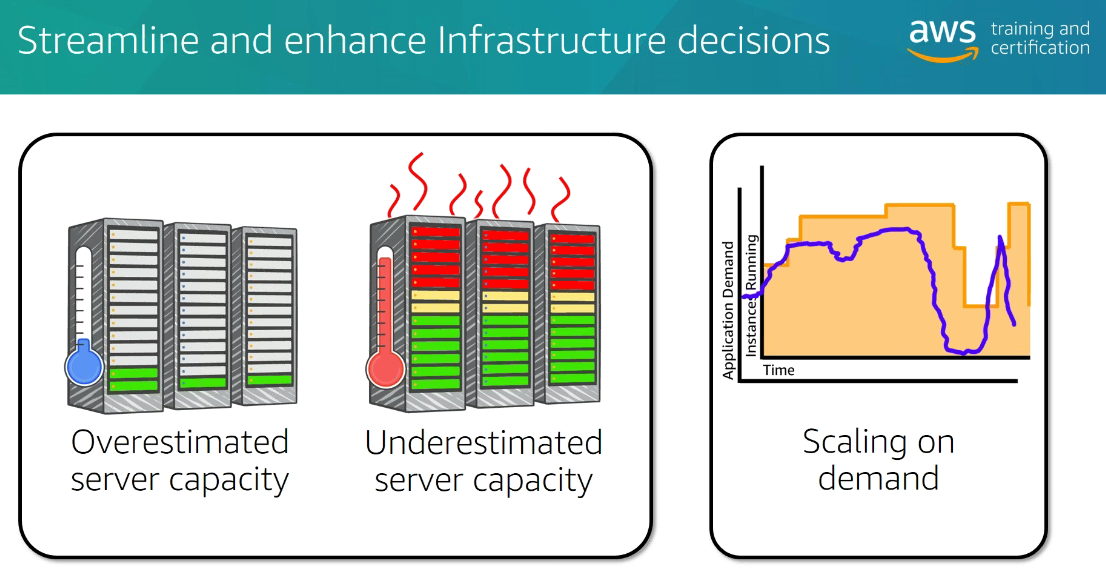 Streamline and enhance Infrastructure decisions
aws training and
certification
Overestimated
server capacity
Underestimated
server capacity
Application Demand
Instances Running
Time
Scaling on
demand